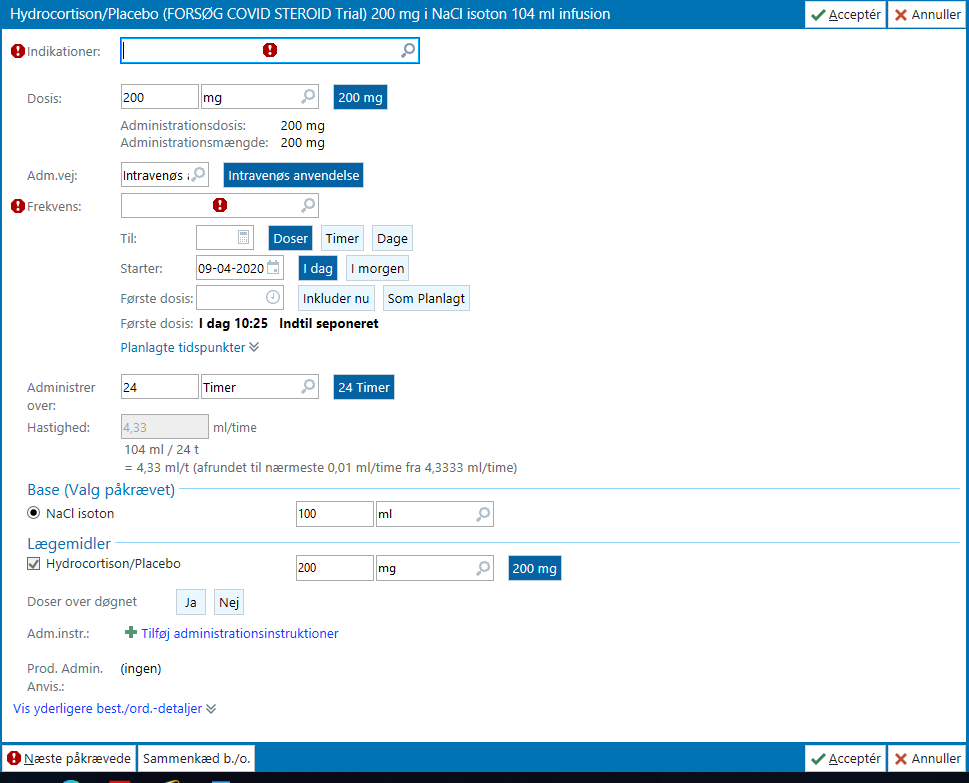 Hydrocortison/Placebo (FORSØG COVID STEROID Trial) 200 mg i NaCl isoton 104 ml infusion Acceptér Annuller
Indikationer:
Dosis: 200 mg 200 mg
Administrationsdosis: 200 mg
Administrationsmængde: 200 mg
Adm.vej: Intravenøs Intravenøs anvendelse
Frekvens:
Til: Doser Timer Dage
Starter: 09-04-2020 I dag I morgen
Første dosis: Inkluder nu Som Planlagt
Første dosis: I dag 10:25 Indtil seponeret
Planlagte tidspunkter
Administrer over: 24 Timer 24 Timer
Hastighed: 4,33 ml/time
104 ml / 24 t
= 4,33 ml/t (afrundet til nærmeste 0,01 ml/time fra 4,3333 ml/time)
Base (Valg påkrævet)
NaCl isoton 100 ml
Lægemidler
Hydrocortison/Placebo 200 mg 200 mg
Doser over døgnet Ja Nej
Adm.instr.: Tilføj administrationsinstruktioner
Prod. Admin. Anvis.: (ingen)
Vis yderligere best./ord.-detaljer
Næste påkrævede Sammenkæd b./o. Acceptér Annuller